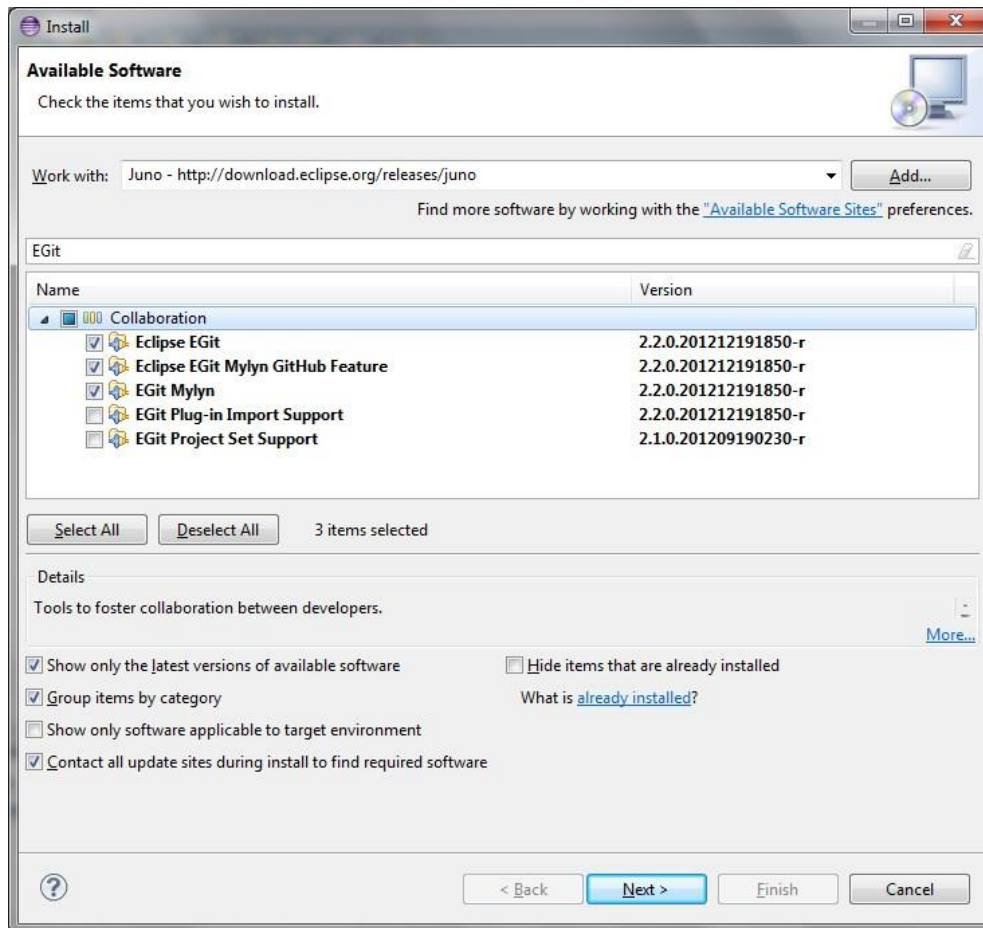 Install
Available Software
Check the items that you wish to install.
Work with: Juno - http://download.eclipse.org/releases/juno Add...
Find more software by working with the "Available Software Sites" preferences.
EGit
Name Version
Collaboration
Eclipse EGit 2.2.0.201212191850-r
Eclipse EGit Mylyn GitHub Feature 2.2.0.201212191850-r
EGit Mylyn 2.2.0.201212191850-r
EGit Plug-in Import Support 2.2.0.201212191850-r
EGit Project Set Support 2.1.0.201209190230-r
Select All Deselect All 3 items selected
Details
Tools to foster collaboration between developers.
More...
Show only the latest versions of available software Hide items that are already installed
Group items by category What is already installed?
Show only software applicable to target environment
Contact all update sites during install to find required software
? < Back Next > Finish Cancel